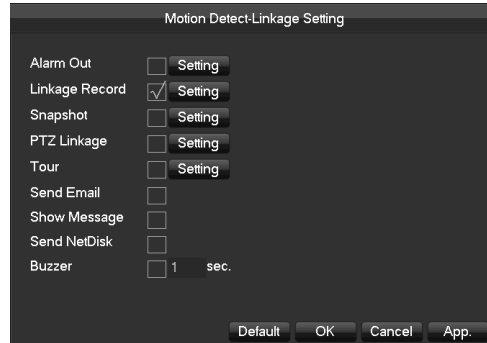 Motion Detect-Linkage Setting
Alarm Out Setting
Linkage Record Setting
Snapshot Setting
PTZ Linkage Setting
Tour Setting
Send Email
Show Message
Send NetDisk
Buzzer 1 sec.
Default OK Cancel App.